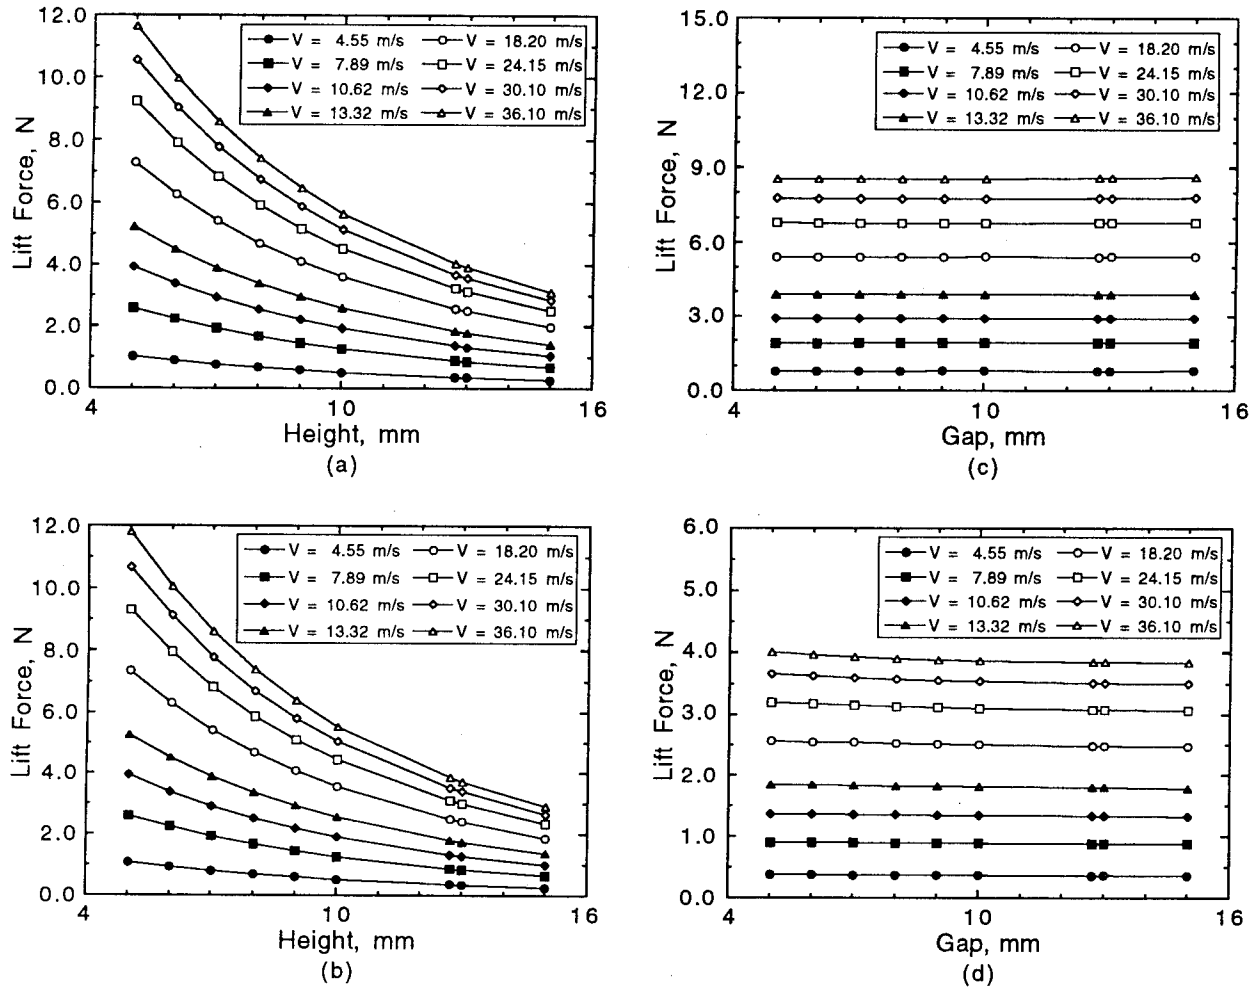 12.0
10.0
8.0
6.0
4.0
2.0
0.0
Lift Force, N
V = 4.55 m/s V = 18.20 m/s
V = 7.89 m/s V = 24.15 m/s
V = 10.62 m/s V = 30.10 m/s
V = 13.32 m/s V = 36.10 m/s
4 10 16
Height, mm
(a)
15.0
12.0
9.0
6.0
3.0
0.0
Lift Force, N
V = 4.55 m/s V = 18.20 m/s
V = 7.89 m/s V = 24.15 m/s
V = 10.62 m/s V = 30.10 m/s
V = 13.32 m/s V = 36.10 m/s
4 10 16
Gap, mm
(c)
12.0
10.0
8.0
6.0
4.0
2.0
0.0
Lift Force, N
V = 4.55 m/s V = 18.20 m/s
V = 7.89 m/s V = 24.15 m/s
V = 10.62 m/s V = 30.10 m/s
V = 13.32 m/s V = 36.10 m/s
4 10 16
Height, mm
(b)
6.0
5.0
4.0
3.0
2.0
1.0
0.0
Lift Force, N
V = 4.55 m/s V = 18.20 m/s
V = 7.89 m/s V = 24.15 m/s
V = 10.62 m/s V = 30.10 m/s
V = 13.32 m/s V = 36.10 m/s
4 10 16
Gap, mm
(d)